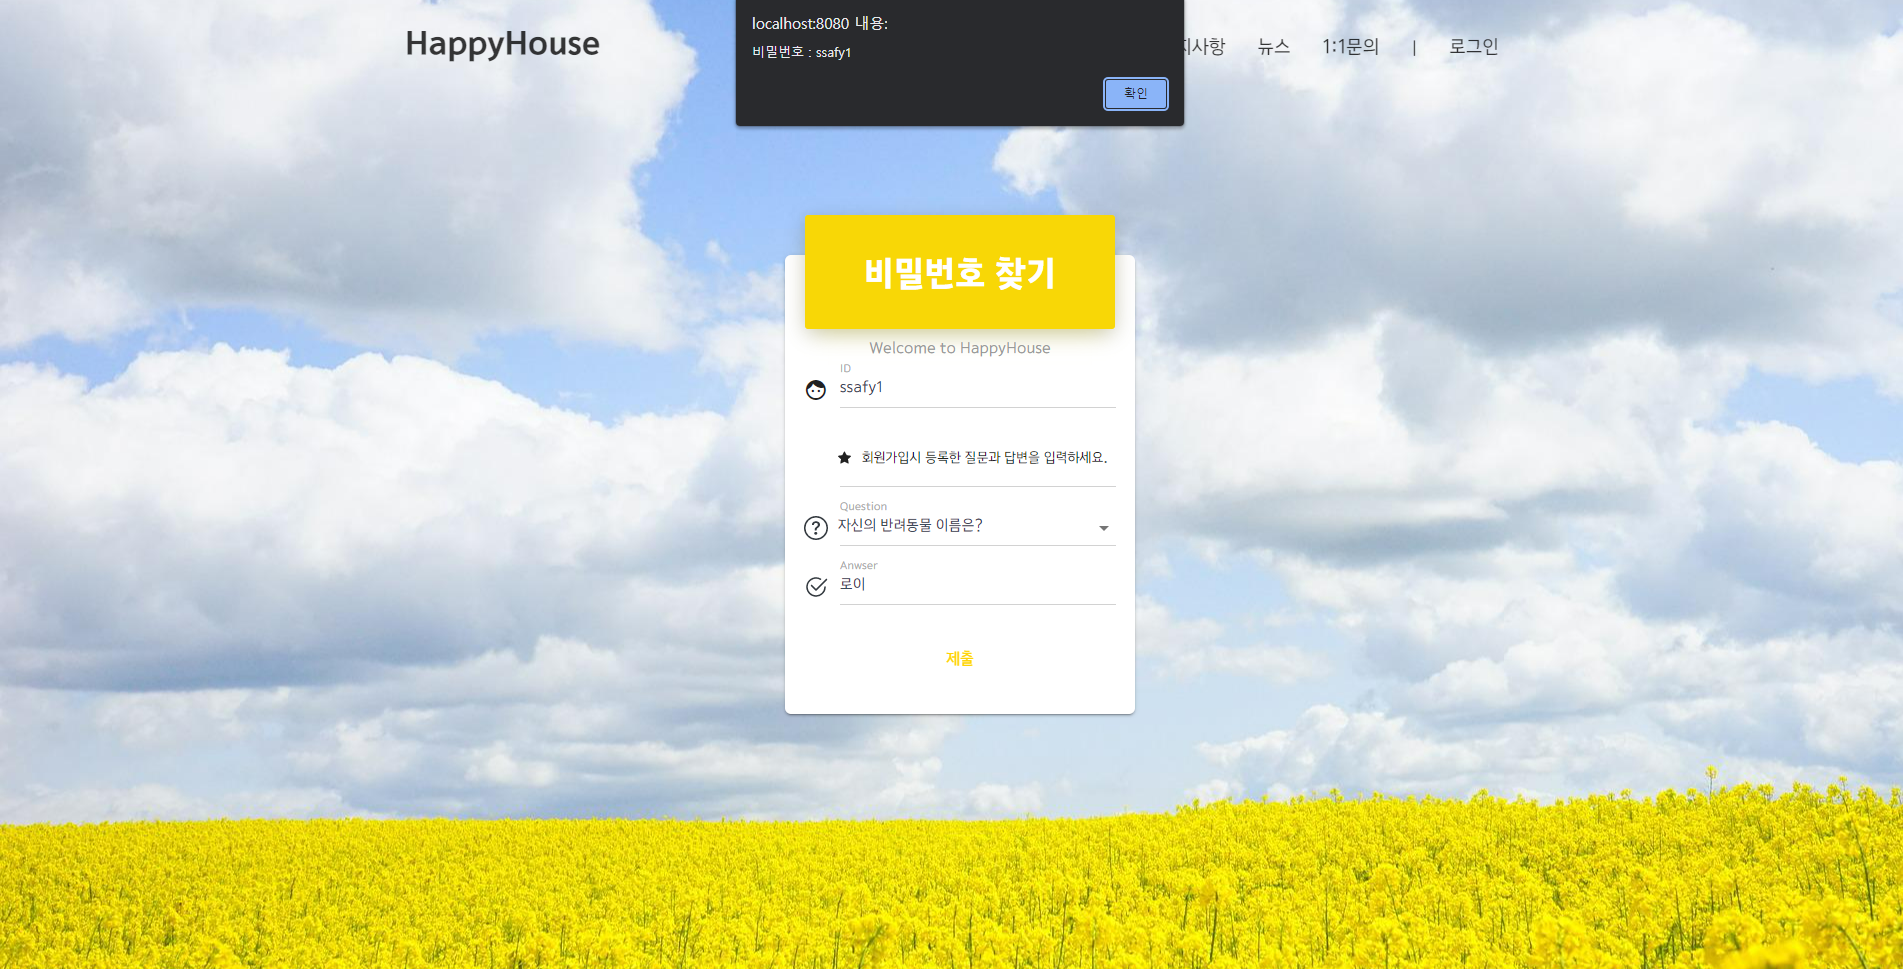 localhost:8080 내용:
비밀번호 : ssafy1
확인
HappyHouse
지사항 뉴스 1:1문의 | 로그인
비밀번호 찾기
Welcome to HappyHouse
ID
ssafy1
회원가입시 등록한 질문과 답변을 입력하세요.
Question
자신의 반려동물 이름은?
Anwser
로이
제출